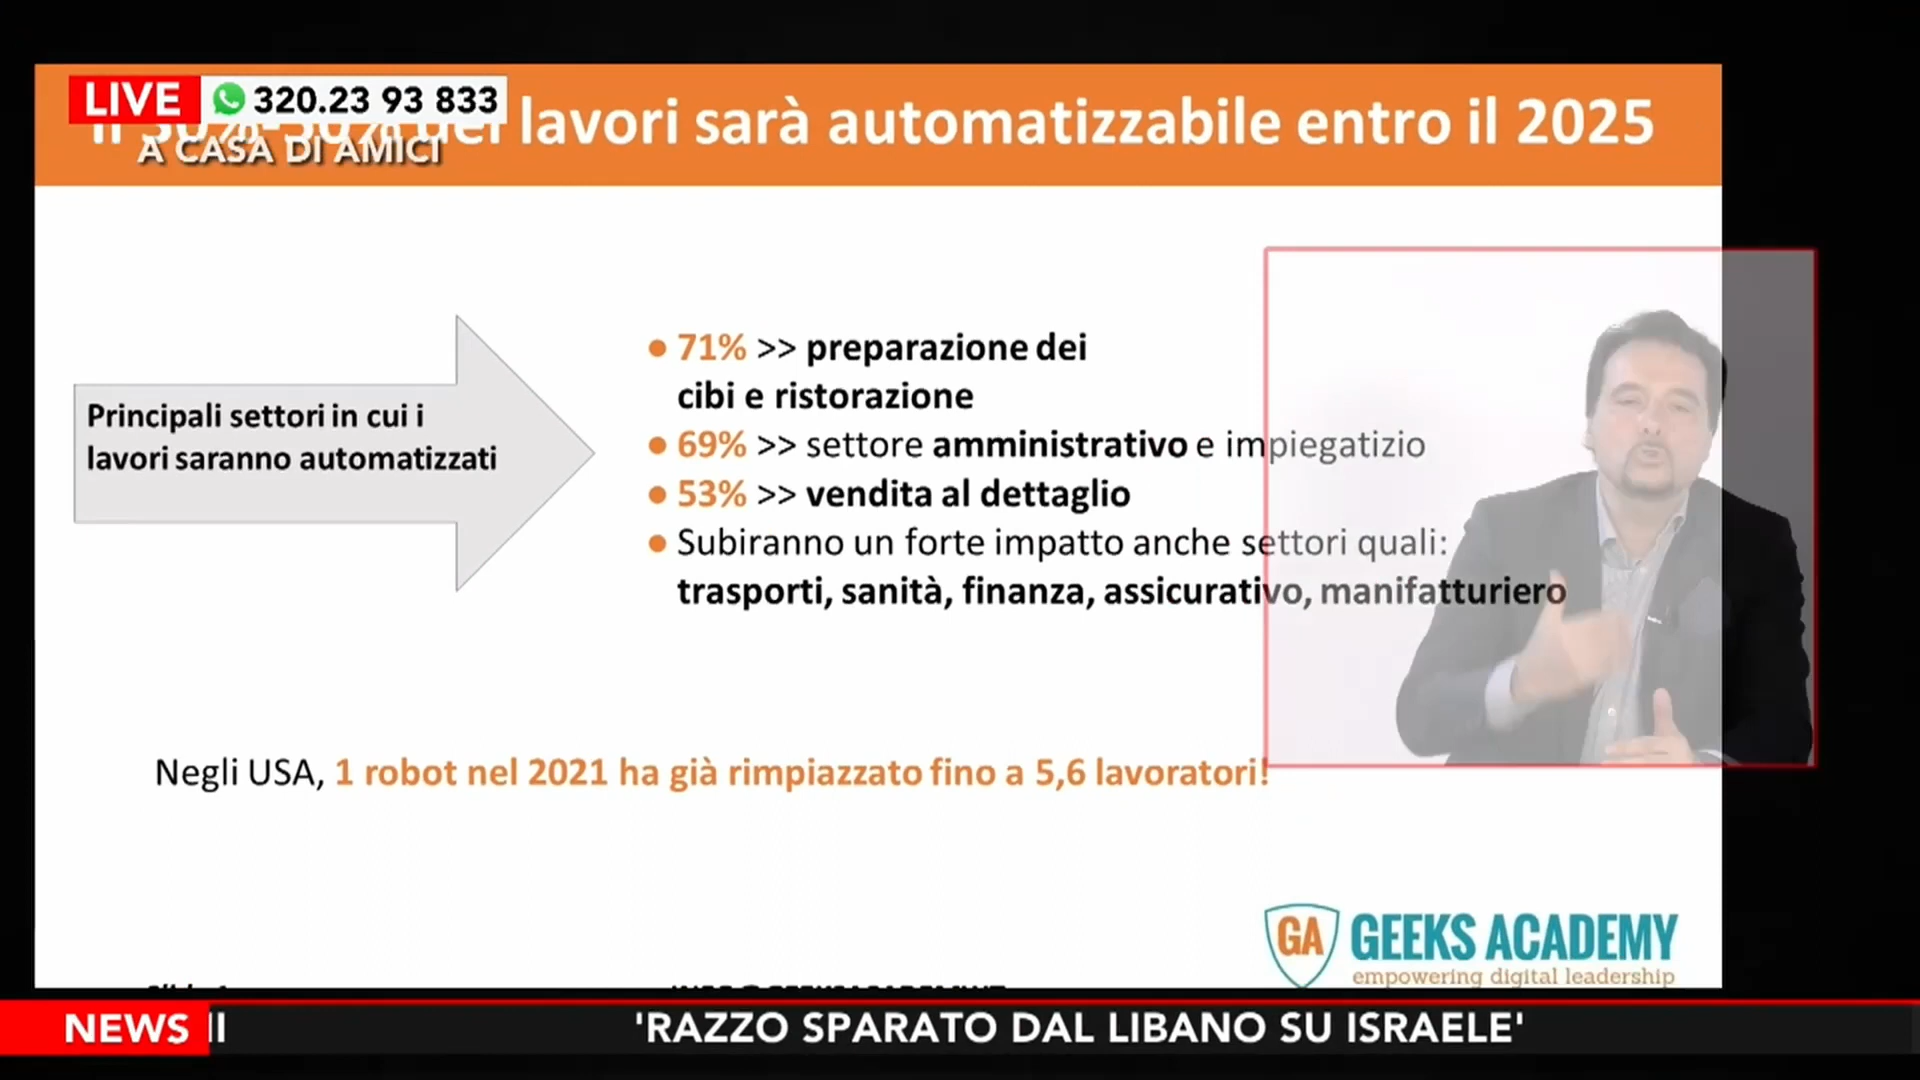 LIVE 320.23 93 833
lavori sarà automatizzabile entro il 2025
A CASA DI AMICI
Principali settori in cui i
lavori saranno automatizzati
● 71% >> preparazione dei
cibi e ristorazione
● 69% >> settore amministrativo e impiegatizio
● 53% >> vendita al dettaglio
● Subiranno un forte impatto anche settori quali:
trasporti, sanità, finanza, assicurativo, manifatturiero
Negli USA, 1 robot nel 2021 ha già rimpiazzato fino a 5,6 lavoratori!
GA GEEKS ACADEMY
empowering digital leadership
NEWS 'RAZZO SPARATO DAL LIBANO SU ISRAELE'